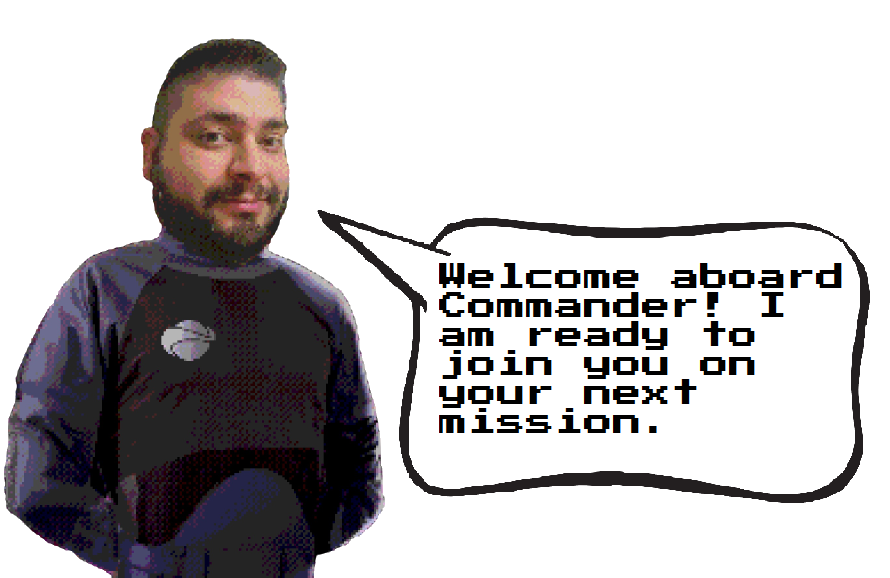 Welcome aboard
Commander! I
am ready to
join you on
your next
mission.